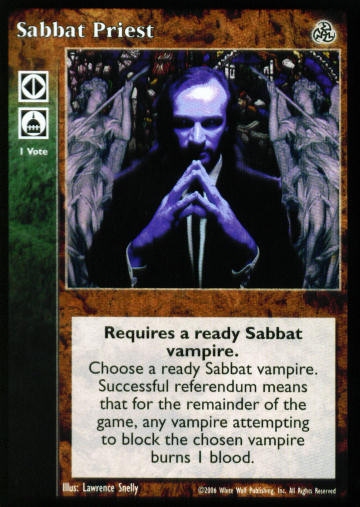 Sabbat Priest
1 Vote
Requires a ready Sabbat
vampire.
Choose a ready Sabbat vampire.
Successful referendum means
that for the remainder of the
game, any vampire attempting
to block the chosen vampire
burns 1 blood.
Illus: Lawrence Snelly
©2006 White Wolf Publishing, Inc. All Rights Reserved